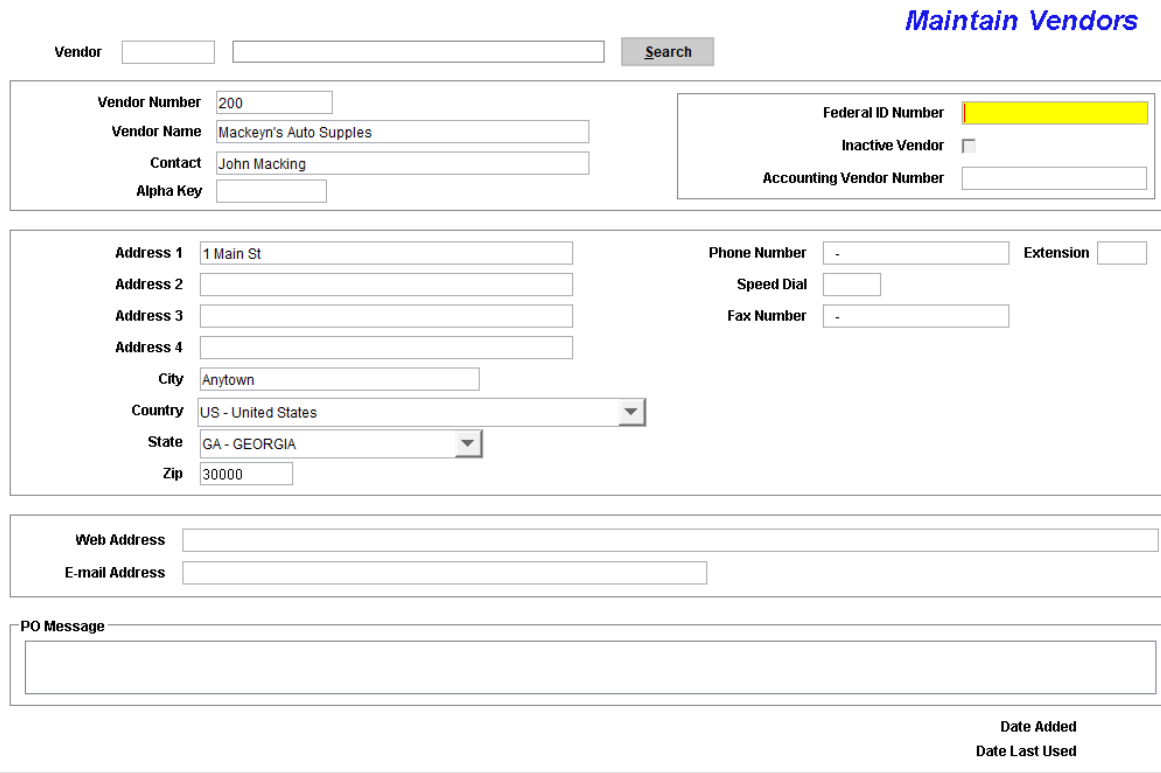 Maintain Vendors
Vendor Search
Vendor Number 200
Vendor Name Mackeyn's Auto Supples
Contact John Macking
Alpha Key
Federal ID Number
Inactive Vendor
Accounting Vendor Number
Address 1 1 Main St
Address 2
Address 3
Address 4
City Anytown
Country US - United States
State GA - GEORGIA
Zip 30000
Phone Number - Extension
Speed Dial
Fax Number -
Web Address
E-mail Address
PO Message
Date Added
Date Last Used